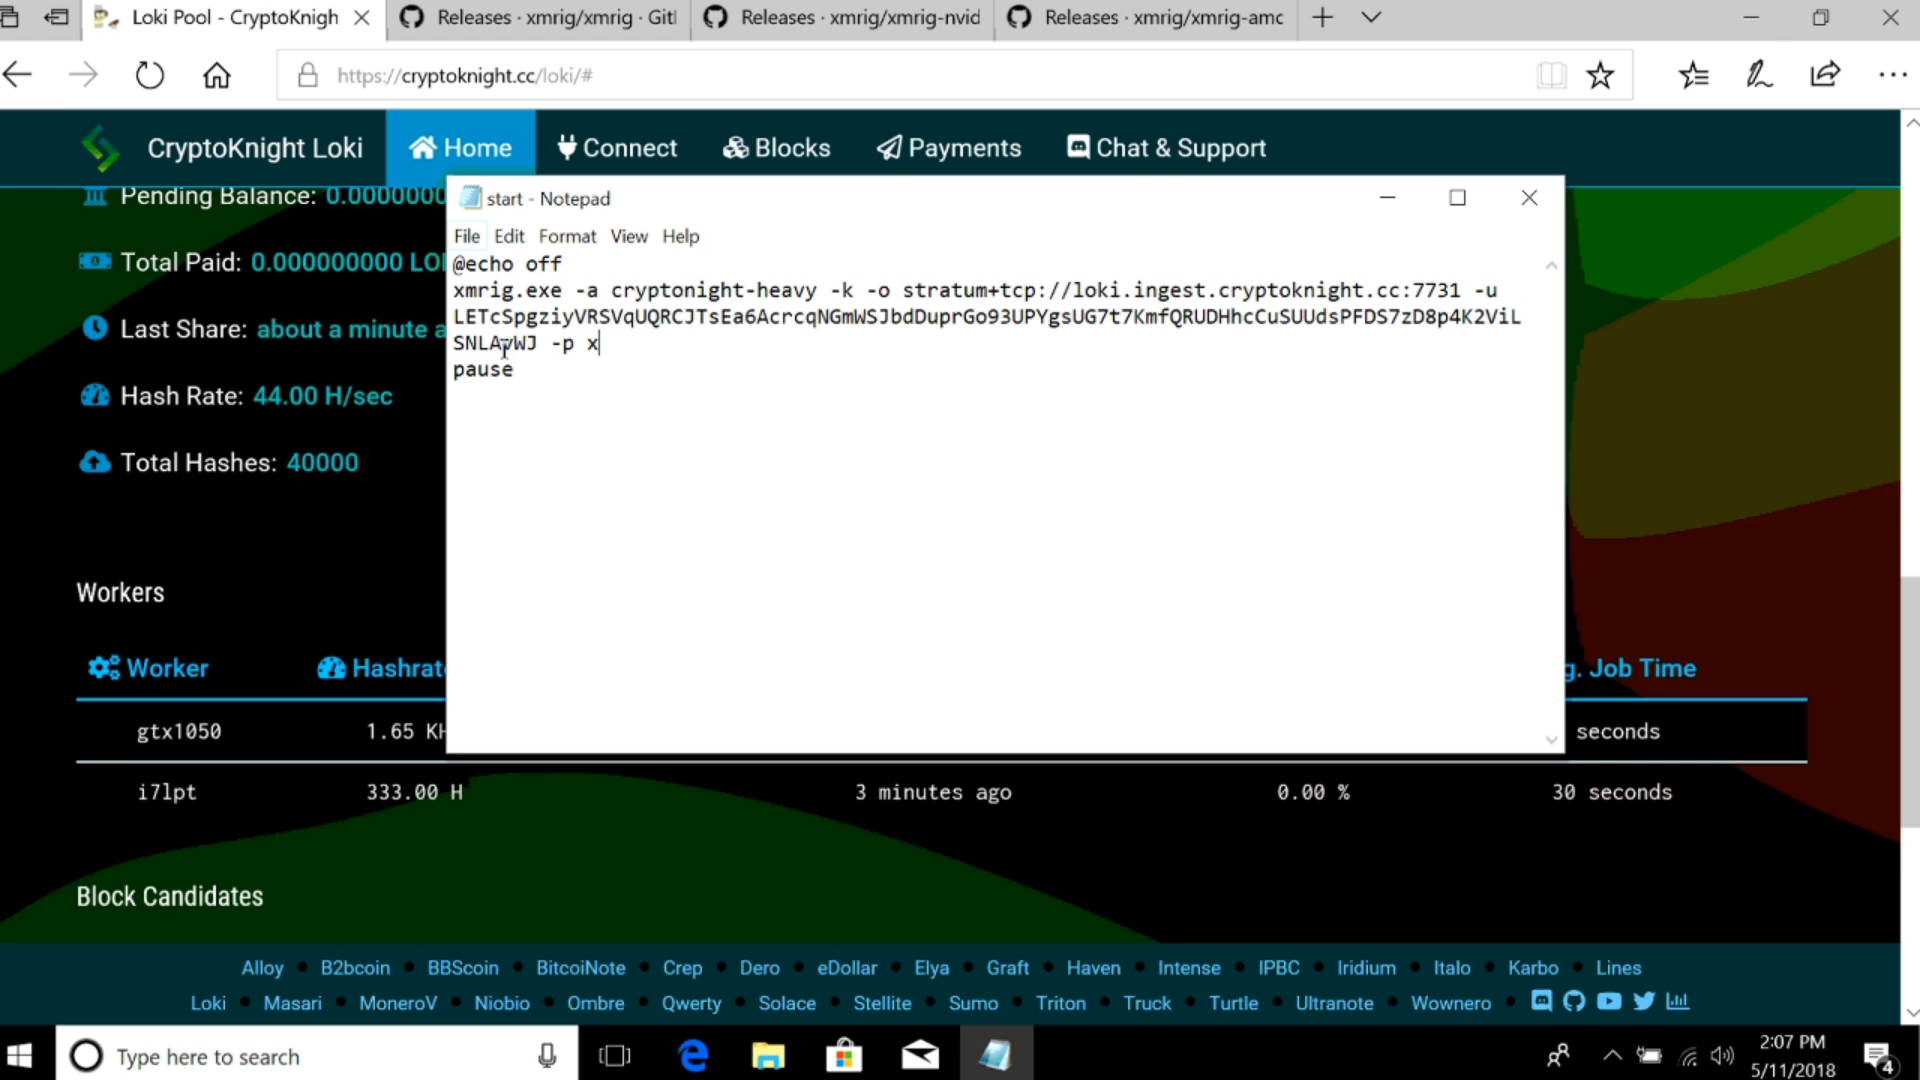 Loki Pool - CryptoKnigh
Releases · xmrig/xmrig · Git
Releases · xmrig/xmrig-nvid
Releases · xmrig/xmrig-amc
https://cryptoknight.cc/loki/#
CryptoKnight Loki
Home
Connect
Blocks
Payments
Chat & Support
Pending Balance: 0.0000000
start - Notepad
File Edit Format View Help
@echo off
xmrig.exe -a cryptonight-heavy -k -o stratum+tcp://loki.ingest.cryptoknight.cc:7731 -u
LETcSpgziyVRSVqUQRCJTsEa6AcrcqNGmWSJbdDuprGo93UPYgsUG7t7KmfQRUDHhcCuSUUdsPFDS7zD8p4K2ViL
SNLAvWJ -p x
pause
Total Paid: 0.000000000 LO
Last Share: about a minute a
Hash Rate: 44.00 H/sec
Total Hashes: 40000
Workers
Worker Hashrat g. Job Time
gtx1050 1.65 KH seconds
i7lpt 333.00 H 3 minutes ago 0.00 % 30 seconds
Block Candidates
Alloy • B2bcoin • BBScoin • BitcoiNote • Crep • Dero • eDollar • Elya • Graft • Haven • Intense • IPBC • Iridium • Italo • Karbo • Lines
Loki • Masari • MoneroV • Niobio • Ombre • Qwerty • Solace • Stellite • Sumo • Triton • Truck • Turtle • Ultranote • Wownero •
Type here to search
2:07 PM
5/11/2018
4